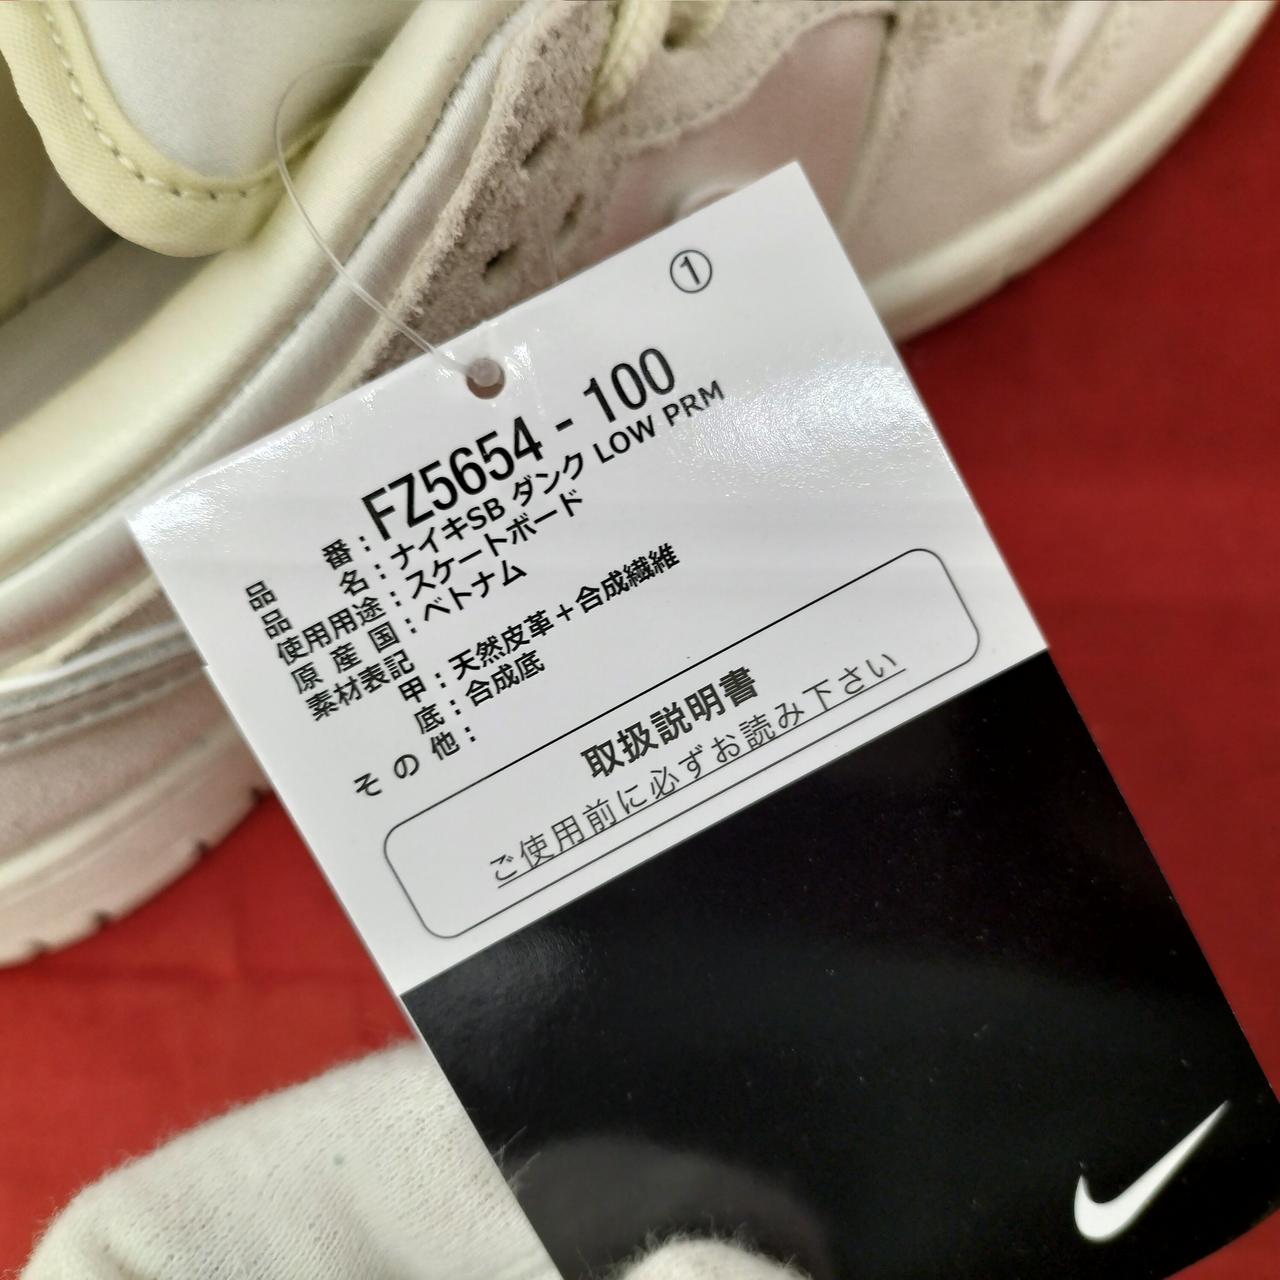 ①
品番：FZ5654-100
品名：ナイキSB ダンク LOW PRM
使用用途：スケートボード
原産国：ベトナム
素材表記
甲：天然皮革＋合成繊維
底：合成底
その他：
取扱説明書
ご使用前に必ずお読み下さい